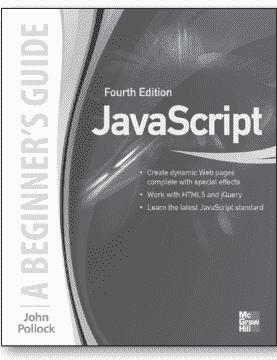 A BEGINNER'S GUIDE
Fourth Edition
JavaScript
• Create dynamic Web pages
complete with special effects
• Work with HTML5 and jQuery
• Learn the latest JavaScript standard
John
Pollock
Mc
Graw
Hill